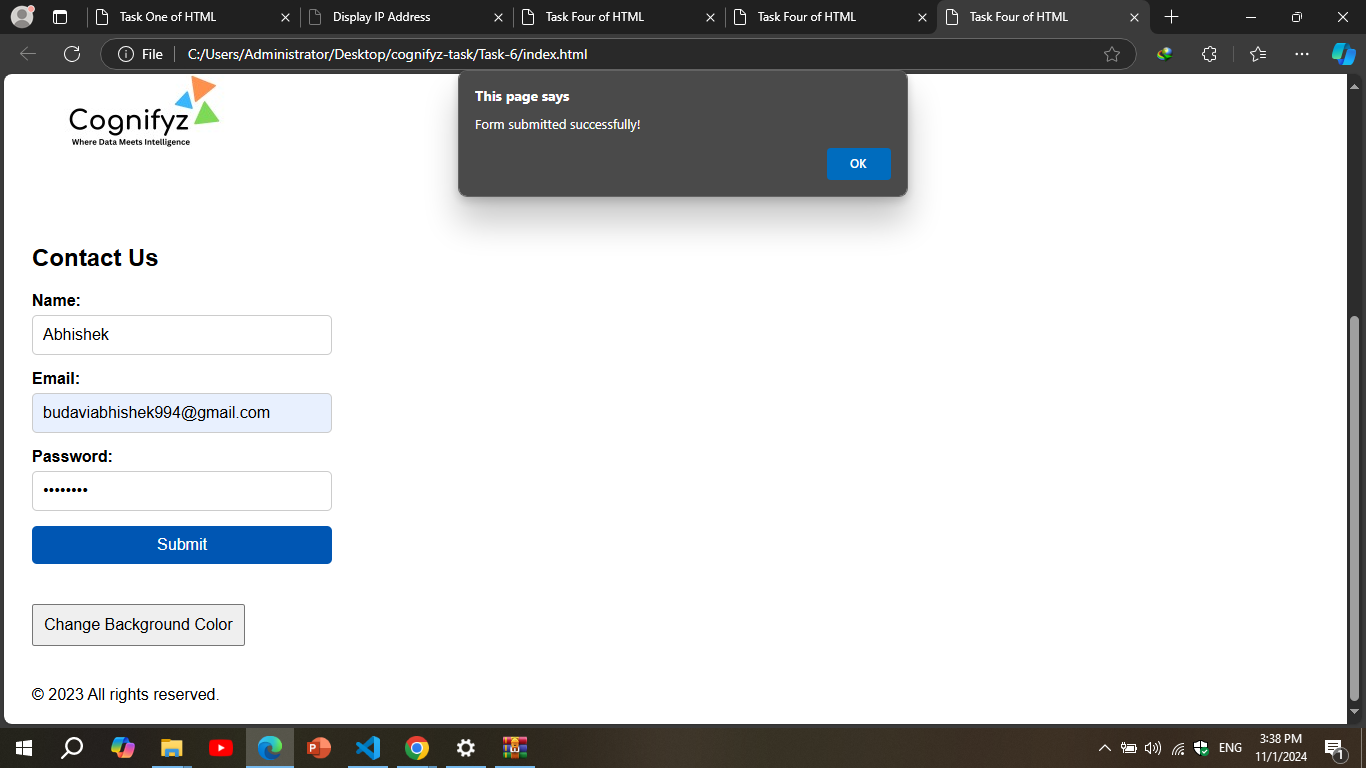 Task One of HTML
Display IP Address
Task Four of HTML
Task Four of HTML
Task Four of HTML
File
C:/Users/Administrator/Desktop/cognifyz-task/Task-6/index.html
Cognifyz
Where Data Meets Intelligence
This page says
Form submitted successfully!
OK
Contact Us
Name:
Abhishek
Email:
budaviabhishek994@gmail.com
Password:
••••••••
Submit
Change Background Color
© 2023 All rights reserved.
ENG
3:38 PM
11/1/2024
1